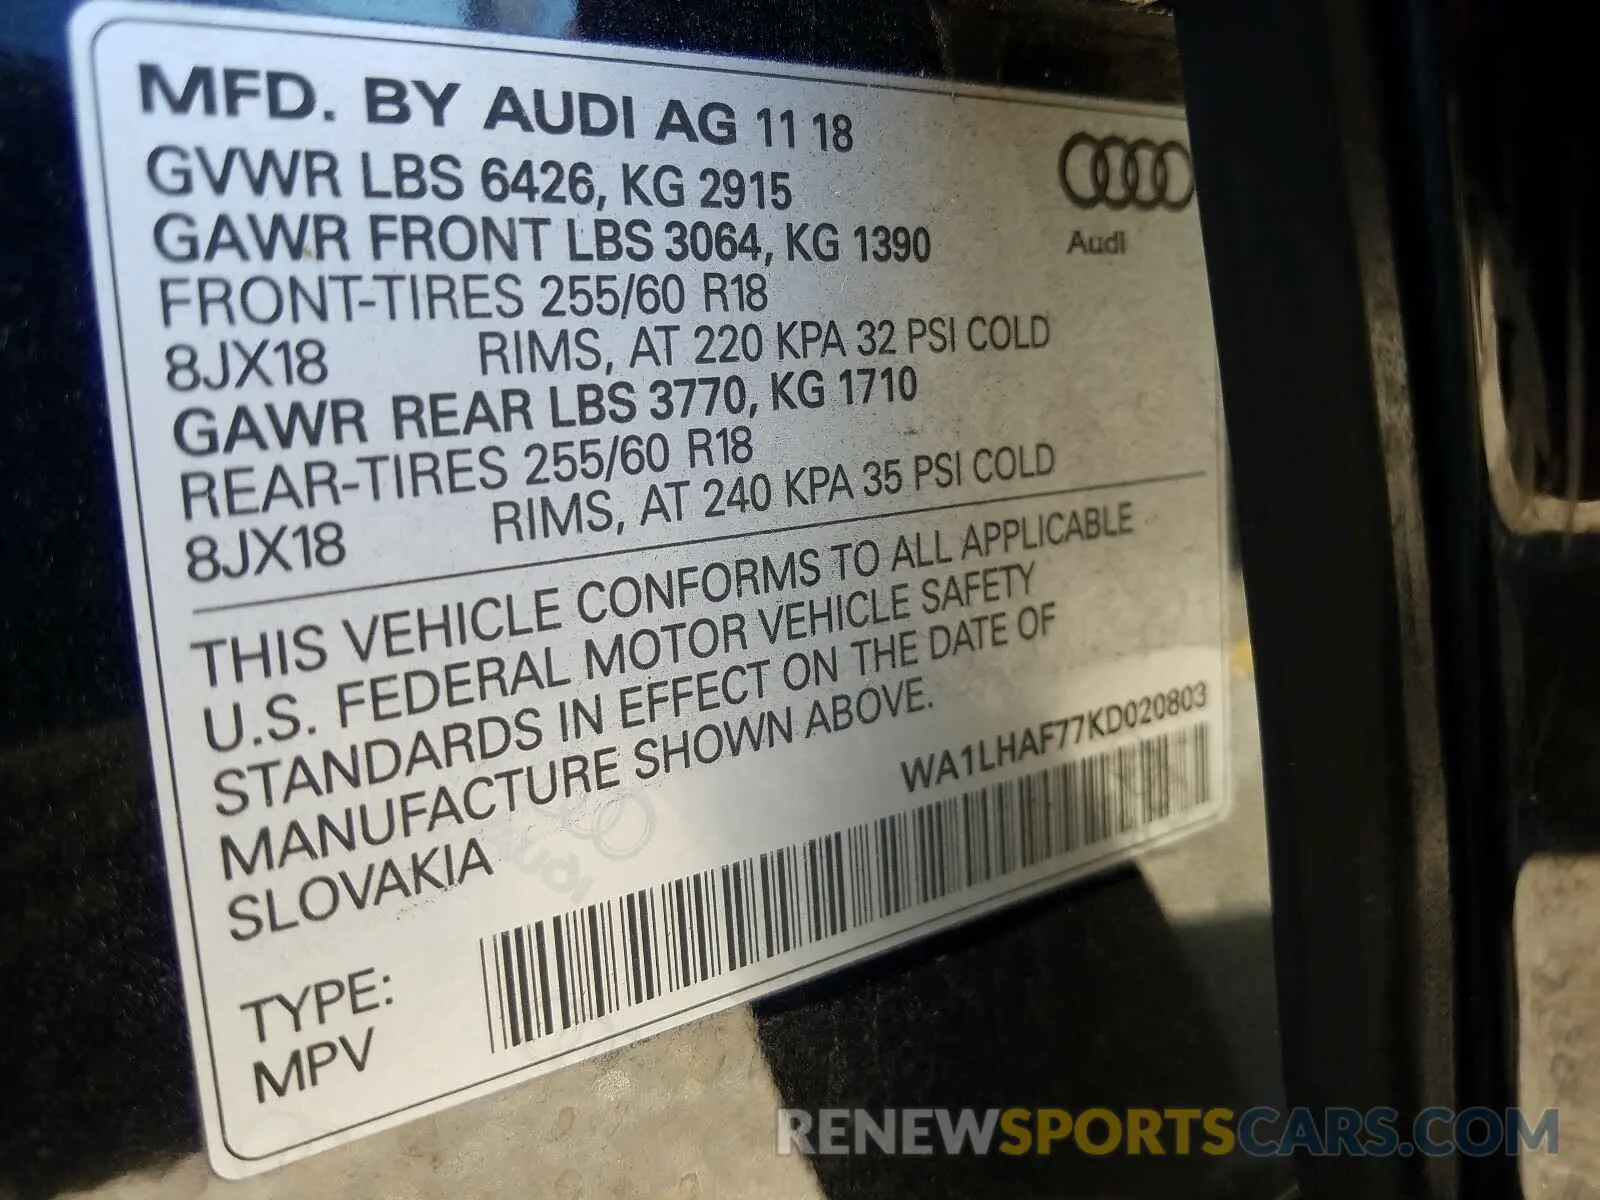 MFD. BY AUDI AG 11 18
GVWR LBS 6426, KG 2915
GAWR FRONT LBS 3064, KG 1390
FRONT-TIRES 255/60 R18
8JX18 RIMS, AT 220 KPA 32 PSI COLD
GAWR REAR LBS 3770, KG 1710
REAR-TIRES 255/60 R18
8JX18 RIMS, AT 240 KPA 35 PSI COLD
Audi
THIS VEHICLE CONFORMS TO ALL APPLICABLE
U.S. FEDERAL MOTOR VEHICLE SAFETY
STANDARDS IN EFFECT ON THE DATE OF
MANUFACTURE SHOWN ABOVE.
SLOVAKIA
WA1LHAF77KD020803
TYPE:
MPV
RENEWSPORTSCARS.COM